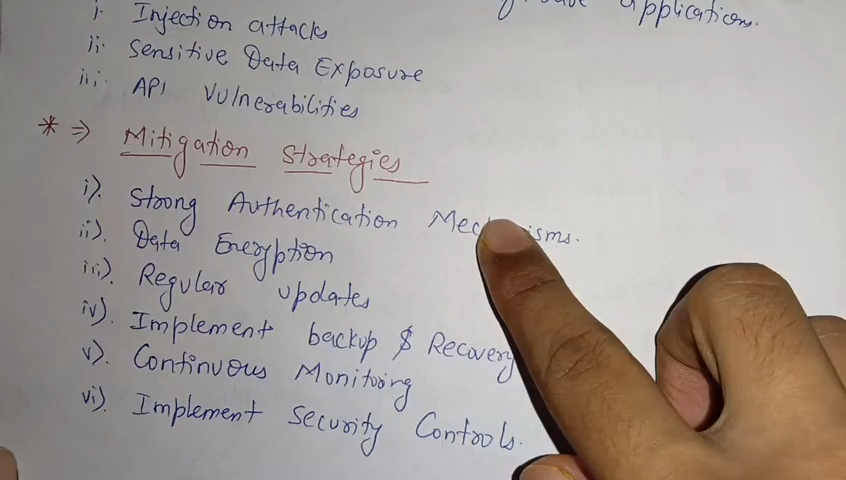 applications.
i. Injection attacks
ii. Sensitive Data Exposure
iii. API Vulnerabilities
* ⇒ Mitigation Strategies
i). Strong Authentication
ii). Data Encryption
iii). Regular updates
iv). Implement backup & Recovery
v). Continuous Monitoring
vi). Implement Security Controls.